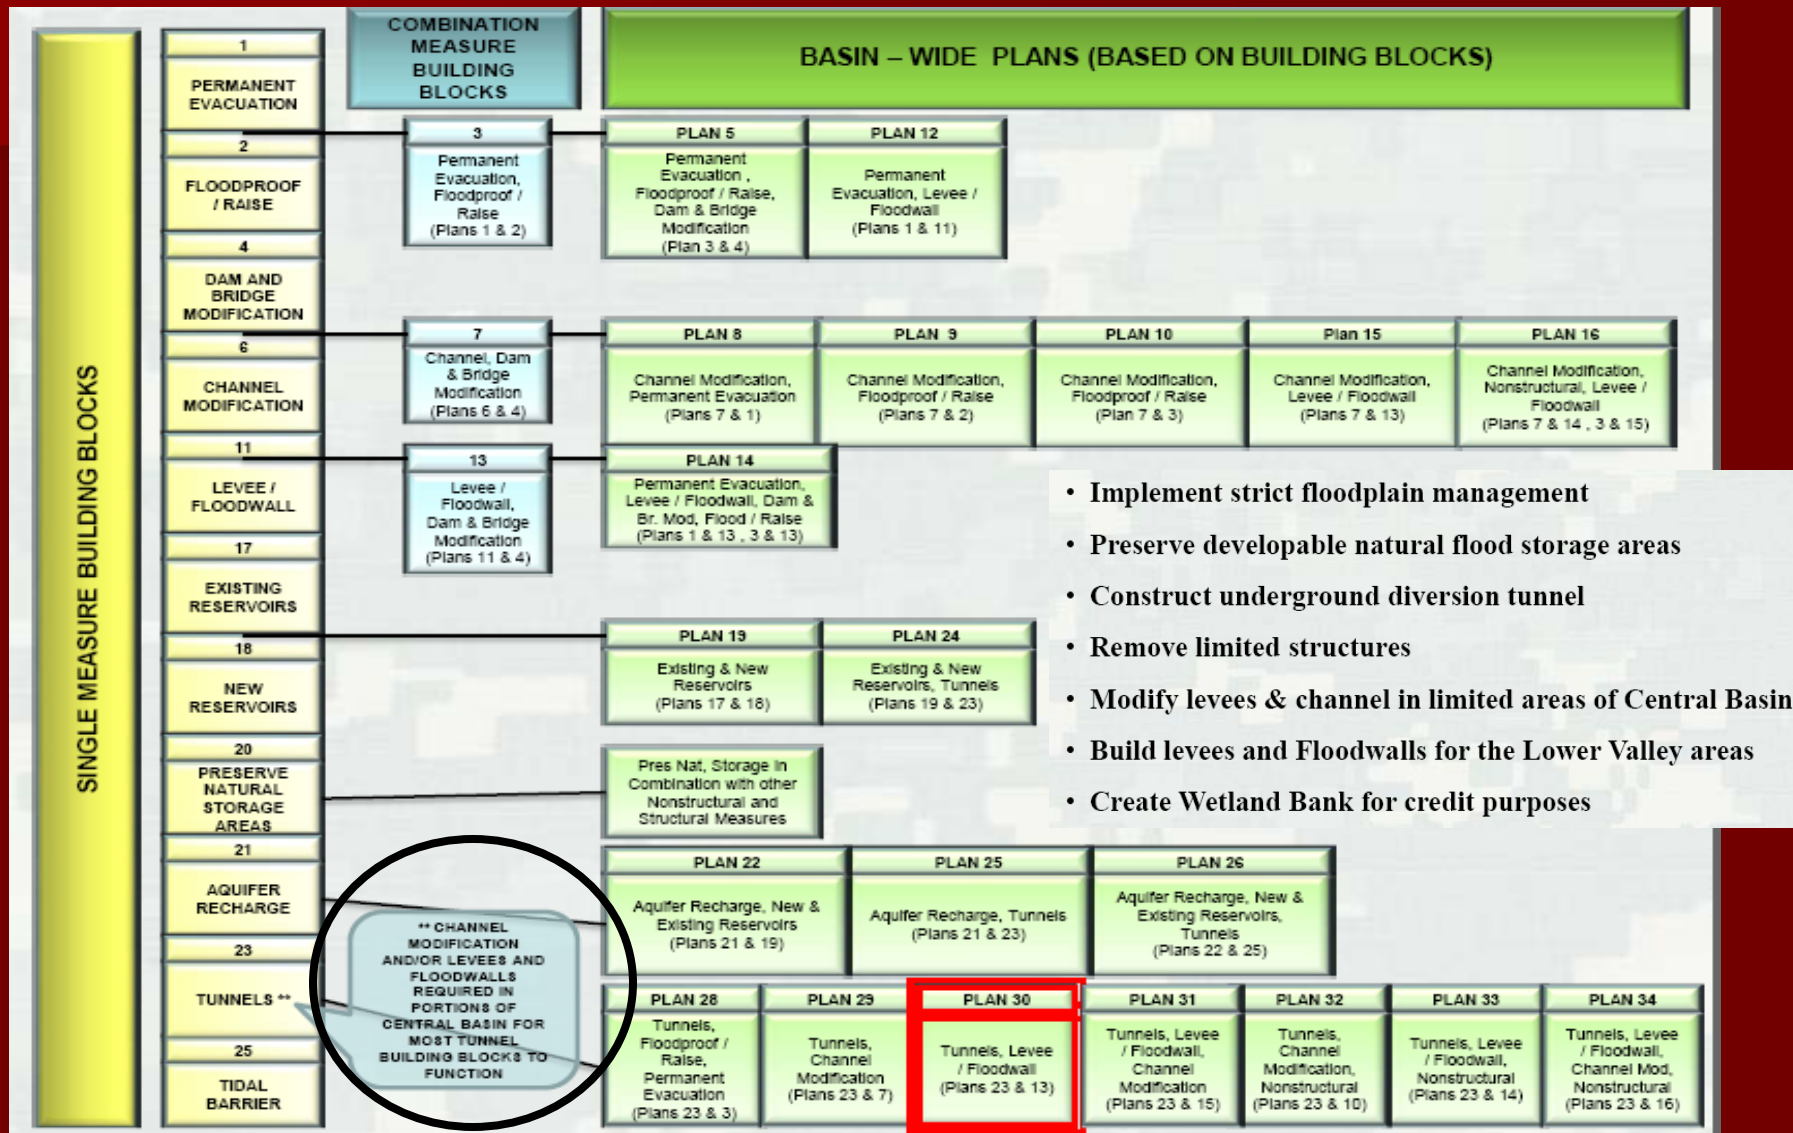 SINGLE MEASURE BUILDING BLOCKS
1
PERMANENT
EVACUATION
2
FLOODPROOF
/ RAISE
4
DAM AND
BRIDGE
MODIFICATION
6
CHANNEL
MODIFICATION
11
LEVEE /
FLOODWALL
17
EXISTING
RESERVOIRS
18
NEW
RESERVOIRS
20
PRESERVE
NATURAL
STORAGE
AREAS
21
AQUIFER
RECHARGE
23
TUNNELS **
25
TIDAL
BARRIER
COMBINATION
MEASURE
BUILDING
BLOCKS
BASIN – WIDE PLANS (BASED ON BUILDING BLOCKS)
3
Permanent
Evacuation,
Floodproof /
Raise
(Plans 1 & 2)
PLAN 5
Permanent
Evacuation ,
Floodproof / Raise,
Dam & Bridge
Modification
(Plan 3 & 4)
PLAN 12
Permanent
Evacuation, Levee /
Floodwall
(Plans 1 & 11)
7
Channel, Dam
& Bridge
Modification
(Plans 6 & 4)
PLAN 8
Channel Modification,
Permanent Evacuation
(Plans 7 & 1)
PLAN 9
Channel Modification,
Floodproof / Raise
(Plans 7 & 2)
PLAN 10
Channel Modification,
Floodproof / Raise
(Plan 7 & 3)
Plan 15
Channel Modification,
Levee / Floodwall
(Plans 7 & 13)
PLAN 16
Channel Modification,
Nonstructural, Levee /
Floodwall
(Plans 7 & 14 , 3 & 15)
13
Levee /
Floodwall,
Dam & Bridge
Modification
(Plans 11 & 4)
PLAN 14
Permanent Evacuation,
Levee / Floodwall, Dam &
Br. Mod, Flood / Raise
(Plans 1 & 13 , 3 & 13)
• Implement strict floodplain management
• Preserve developable natural flood storage areas
• Construct underground diversion tunnel
• Remove limited structures
• Modify levees & channel in limited areas of Central Basin
• Build levees and Floodwalls for the Lower Valley areas
• Create Wetland Bank for credit purposes
PLAN 19
Existing & New
Reservoirs
(Plans 17 & 18)
PLAN 24
Existing & New
Reservoirs, Tunnels
(Plans 19 & 23)
Pres Nat, Storage in
Combination with other
Nonstructural and
Structural Measures
PLAN 22
Aquifer Recharge, New &
Existing Reservoirs
(Plans 21 & 19)
PLAN 25
Aquifer Recharge, Tunnels
(Plans 21 & 23)
PLAN 26
Aquifer Recharge, New &
Existing Reservoirs,
Tunnels
(Plans 22 & 25)
** CHANNEL
MODIFICATION
AND/OR LEVEES AND
FLOODWALLS
REQUIRED IN
PORTIONS OF
CENTRAL BASIN FOR
MOST TUNNEL
BUILDING BLOCKS TO
FUNCTION
PLAN 28
Tunnels,
Floodproof /
Raise,
Permanent
Evacuation
(Plans 23 & 3)
PLAN 29
Tunnels,
Channel
Modification
(Plans 23 & 7)
PLAN 30
Tunnels, Levee
/ Floodwall
(Plans 23 & 13)
PLAN 31
Tunnels, Levee
/ Floodwall,
Channel
Modification
(Plans 23 & 15)
PLAN 32
Tunnels,
Channel
Modification,
Nonstructural
(Plans 23 & 10)
PLAN 33
Tunnels, Levee
/ Floodwall,
Nonstructural
(Plans 23 & 14)
PLAN 34
Tunnels, Levee
/ Floodwall,
Channel Mod,
Nonstructural
(Plans 23 & 16)